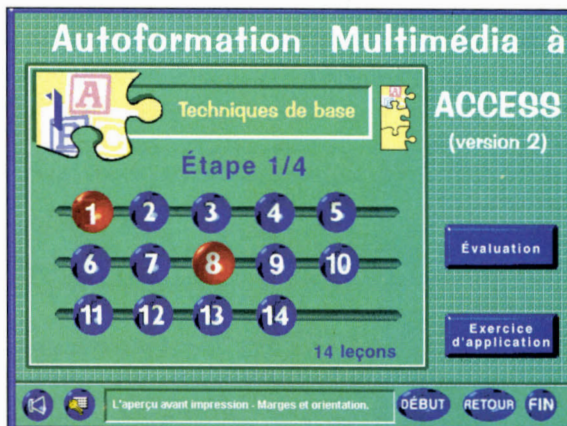 Autoformation Multimédia à
ACCESS
(version 2)
A
B C
Techniques de base
Étape 1/4
1 2 3 4 5
6 7 8 9 10
11 12 13 14
14 leçons
Évaluation
Exercice
d'application
L'aperçu avant impression - Marges et orientation.
DÉBUT RETOUR FIN